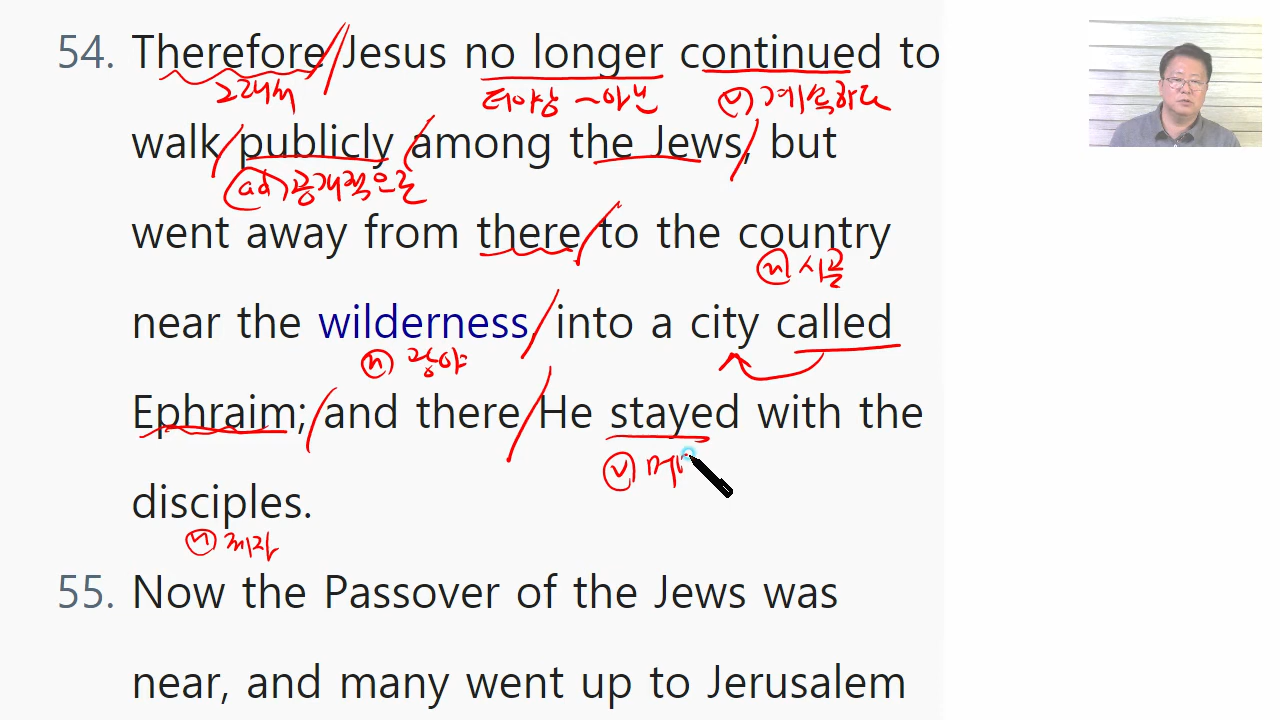 54. Therefore Jesus no longer continued to
그래서 더이상 ~아닌 (v) 계속하다
walk publicly among the Jews, but
(ad) 공개적으로
went away from there to the country
(n) 시골
near the wilderness, into a city called
(n) 광야
Ephraim; and there He stayed with the
(v) 머
disciples.
(n) 제자
55. Now the Passover of the Jews was
near, and many went up to Jerusalem